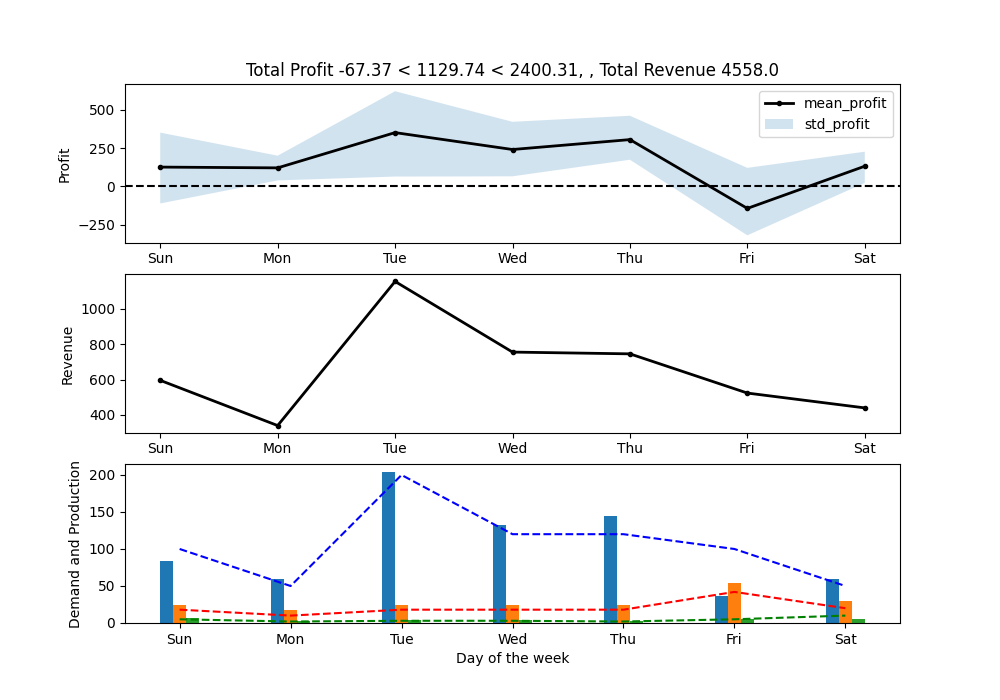 Total Profit -67.37 < 1129.74 < 2400.31, , Total Revenue 4558.0
mean_profit
std_profit
Profit
500
250
0
−250
Sun Mon Tue Wed Thu Fri Sat
Revenue
1000
800
600
400
Sun Mon Tue Wed Thu Fri Sat
Demand and Production
200
150
100
50
0
Sun Mon Tue Wed Thu Fri Sat
Day of the week